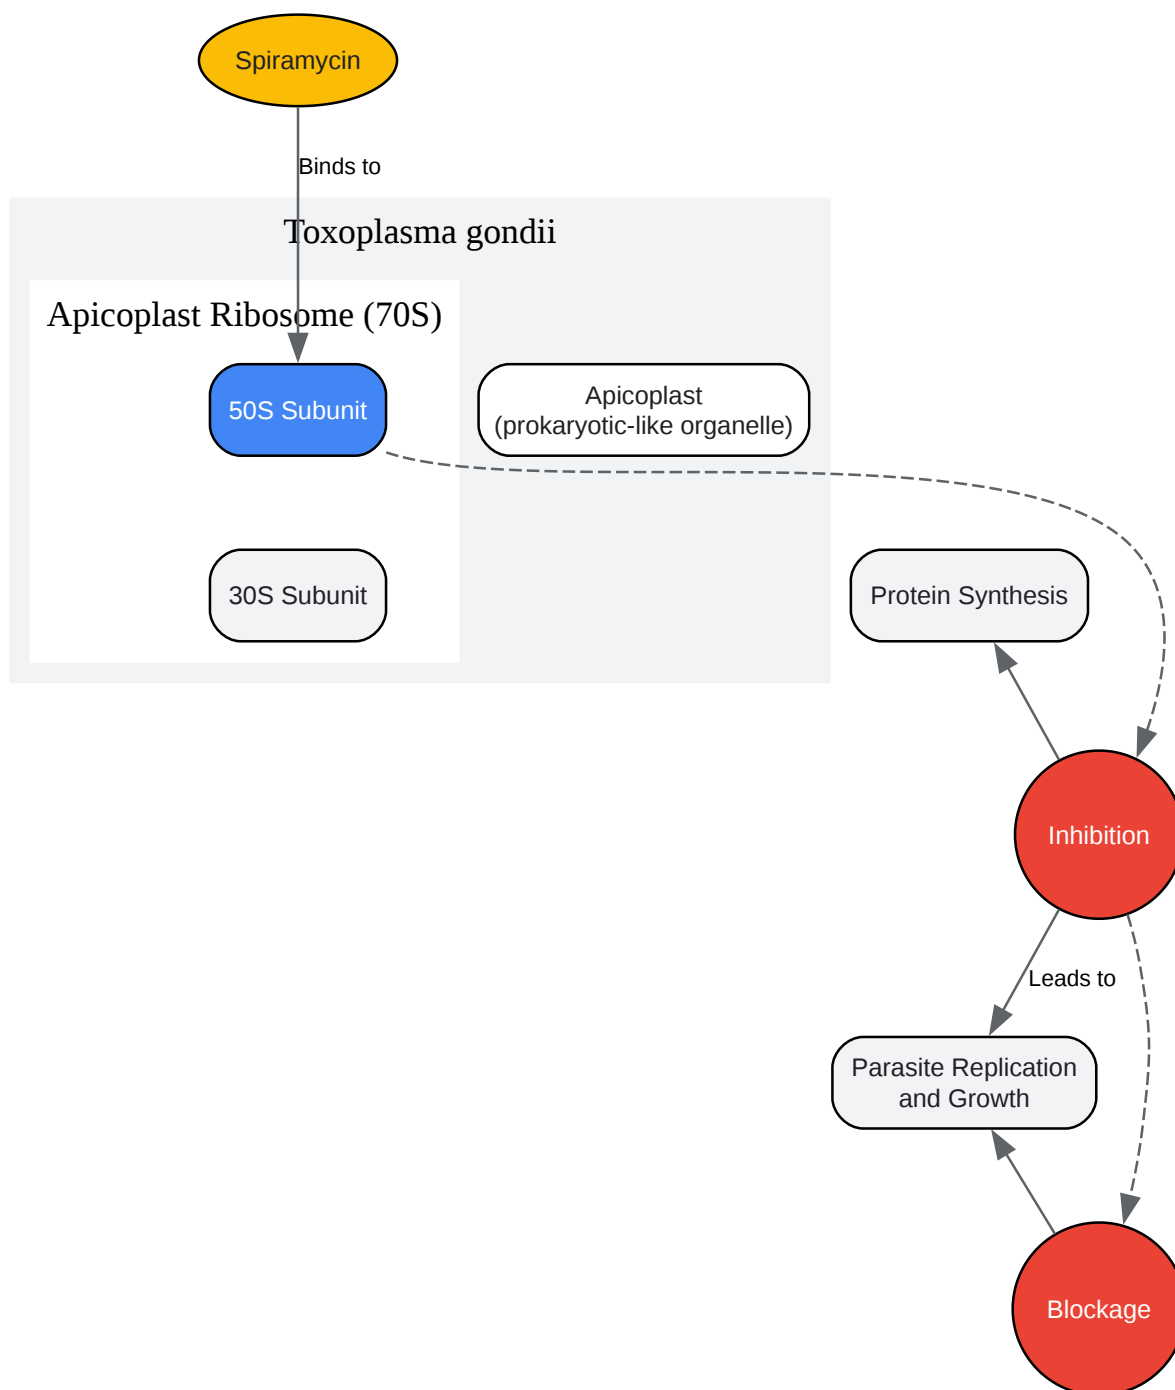 Spiramycin
Binds to
Toxoplasma gondii
Apicoplast Ribosome (70S)
50S Subunit
Apicoplast
(prokaryotic-like organelle)
30S Subunit
Protein Synthesis
Inhibition
Leads to
Parasite Replication
and Growth
Blockage